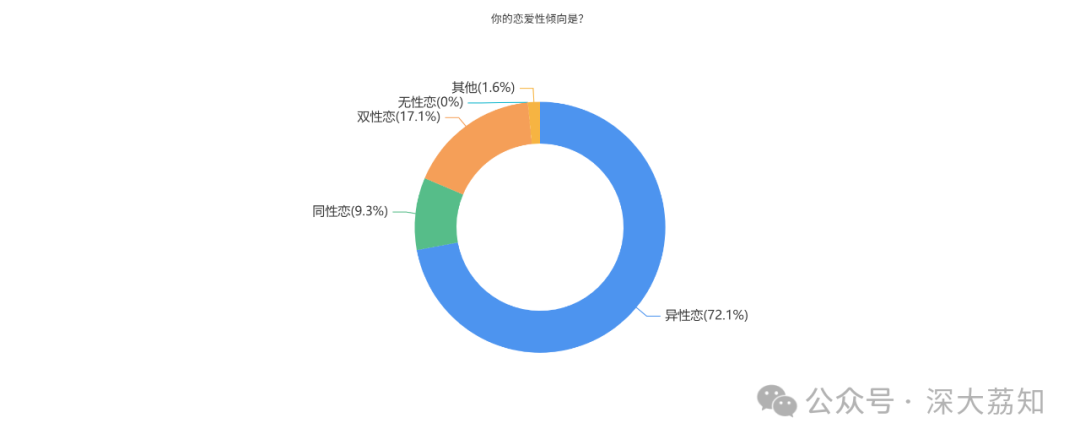 你的恋爱性倾向是?
其他(1.6%)
无性恋(0%)
双性恋(17.1%)
同性恋(9.3%)
异性恋(72.1%)
公众号 · 深大荔知